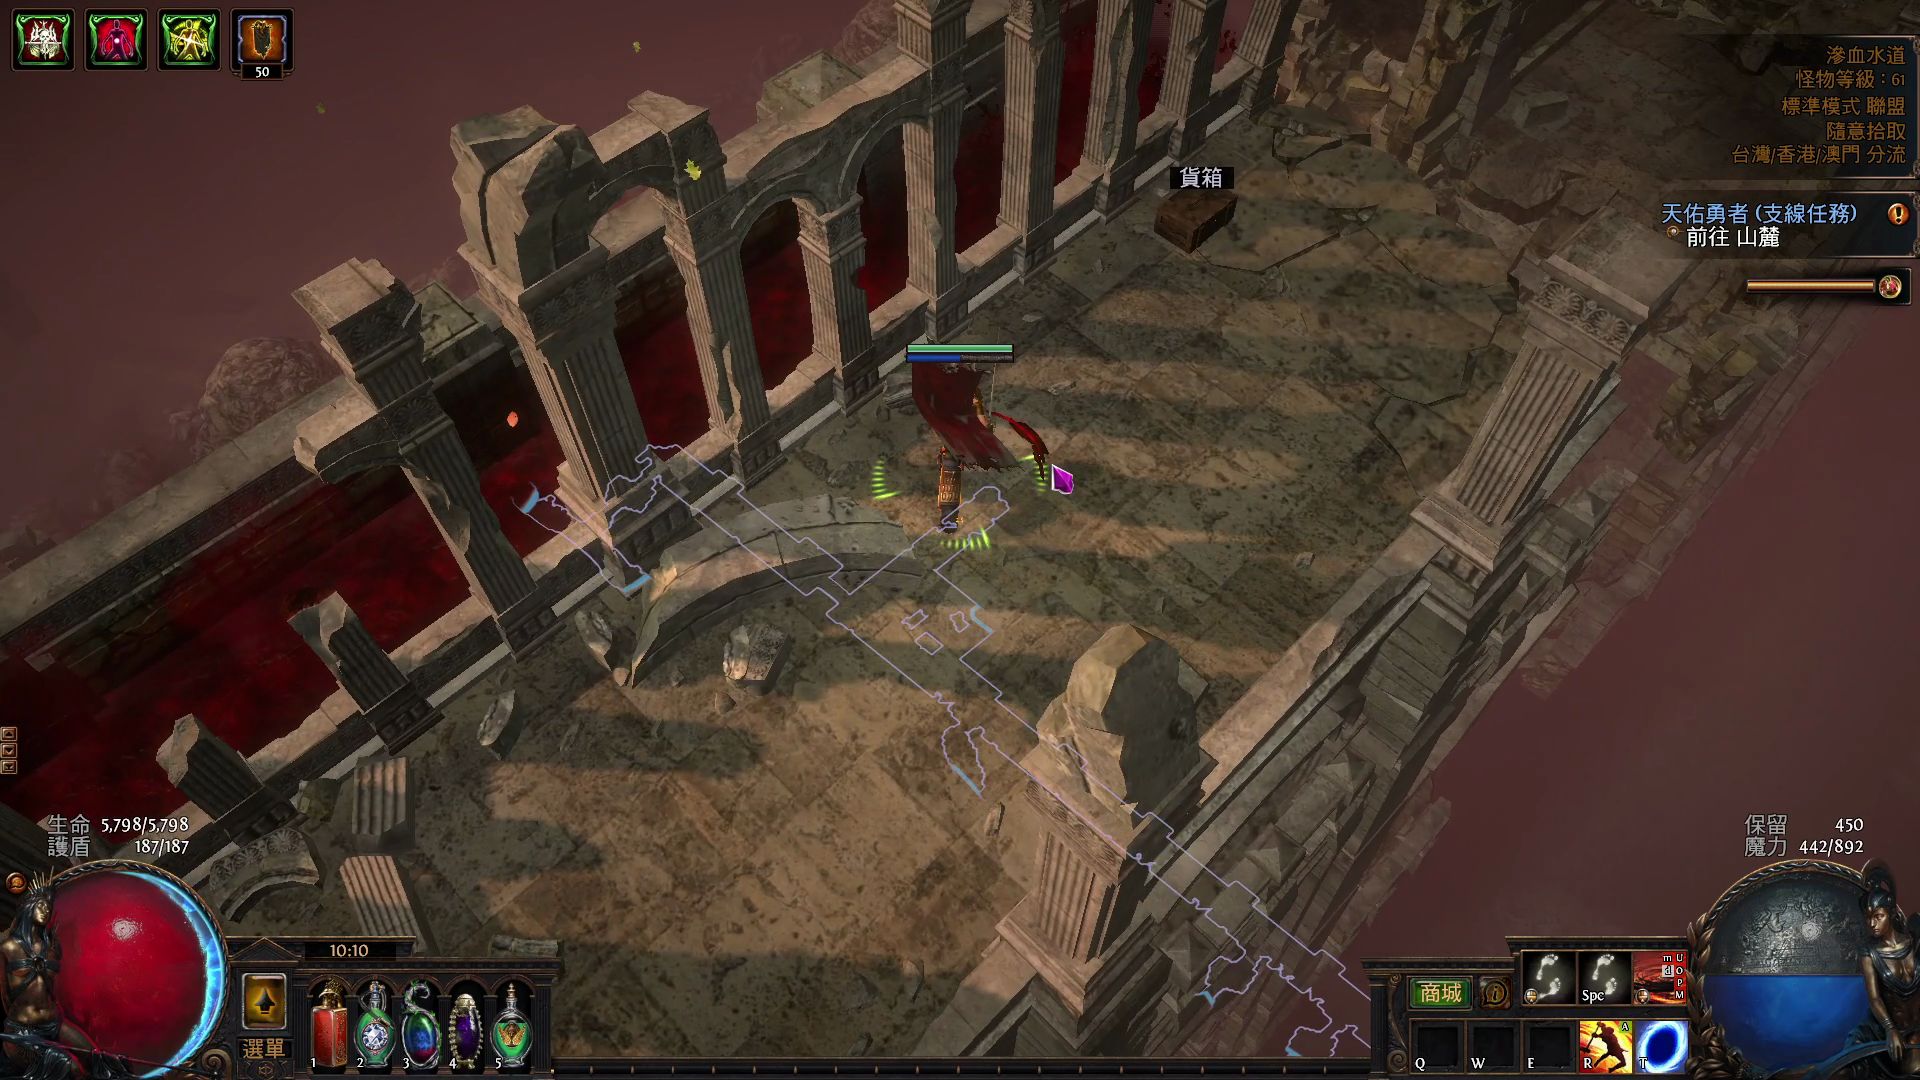 50
滲血水道
怪物等級：61
標準模式 聯盟
隨意拾取
台灣/香港/澳門 分流
貨箱
天佑勇者 (支線任務)
前往 山麓
生命 5,798/5,798
護盾 187/187
保留 450
魔力 442/892
10:10
選單
1 2 3 4 5
商城
Spc
Q W E R T
A